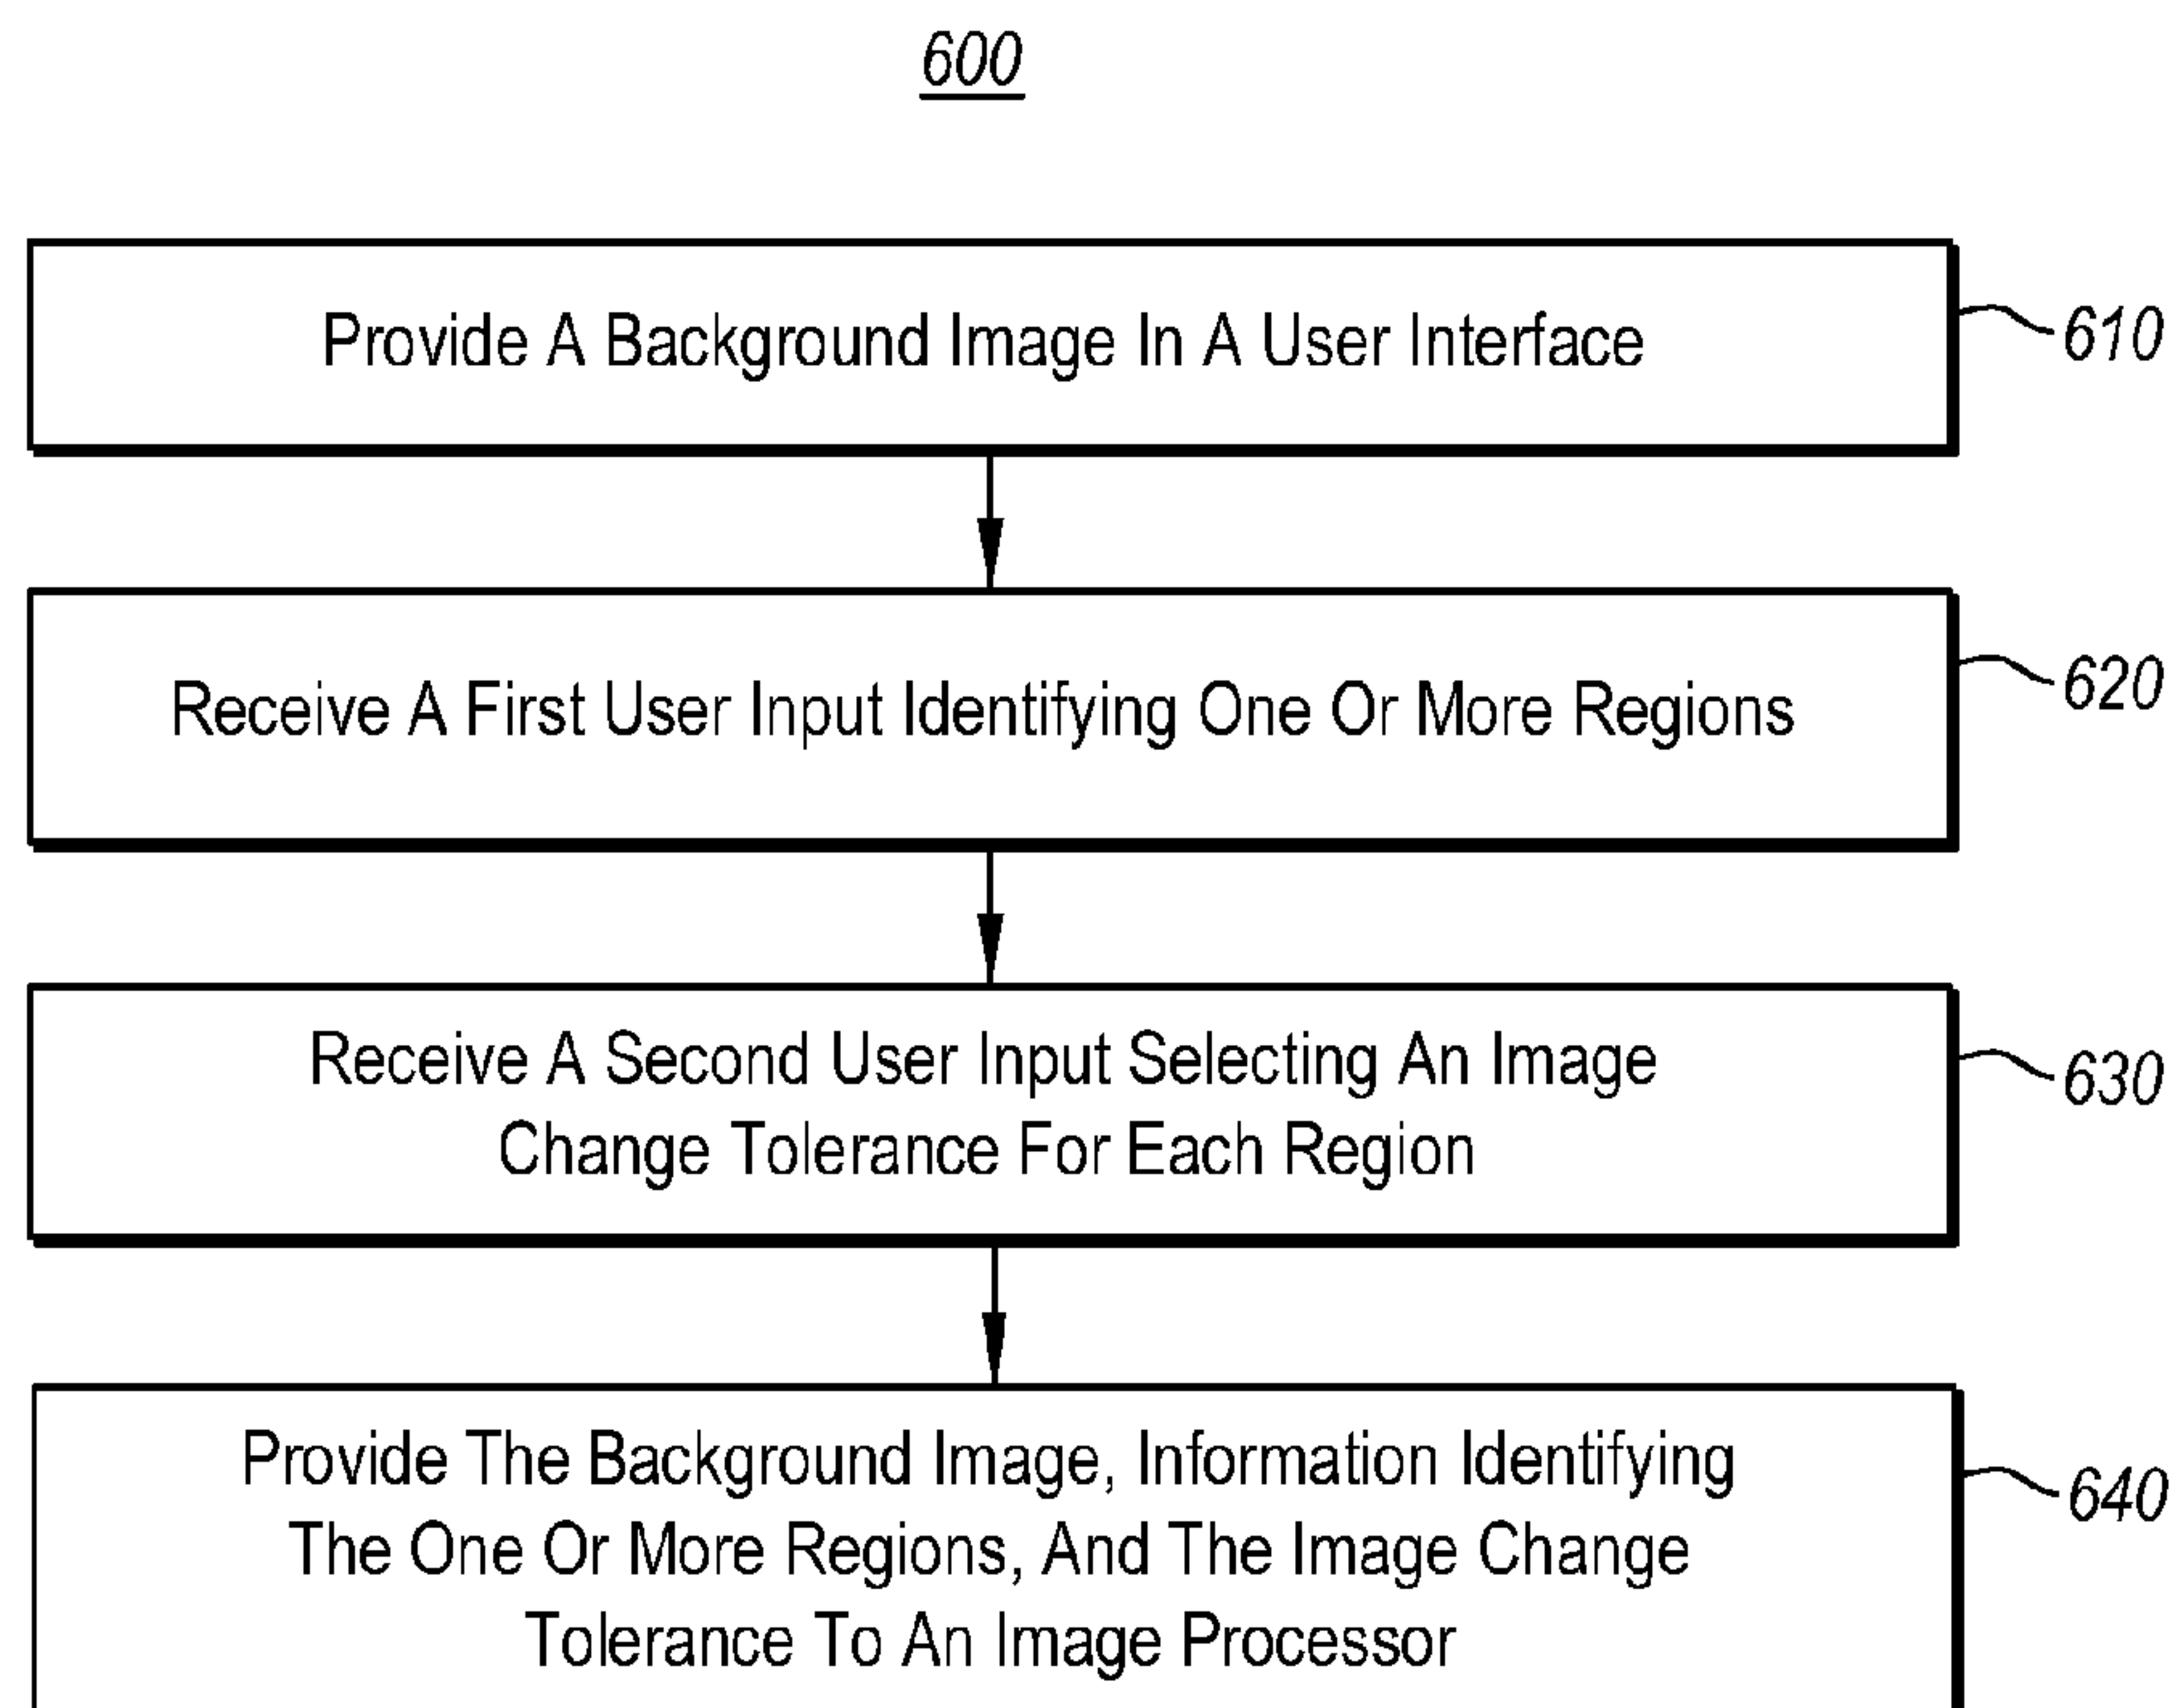 600
Provide A Background Image In A User Interface
610
Receive A First User Input Identifying One Or More Regions
620
Receive A Second User Input Selecting An Image
Change Tolerance For Each Region
630
Provide The Background Image, Information Identifying
The One Or More Regions, And The Image Change
Tolerance To An Image Processor
640